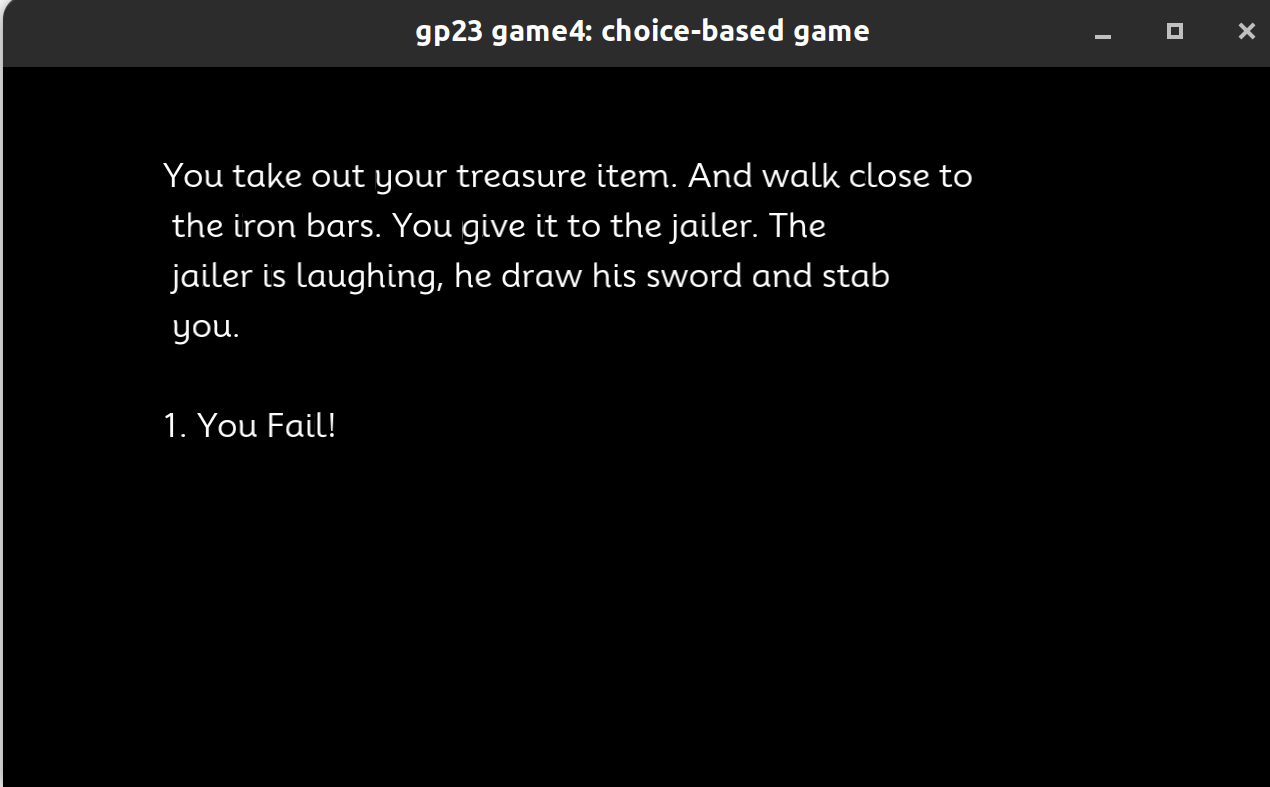 gp23 game4: choice-based game
You take out your treasure item. And walk close to
the iron bars. You give it to the jailer. The
jailer is laughing, he draw his sword and stab
you.
1. You Fail!